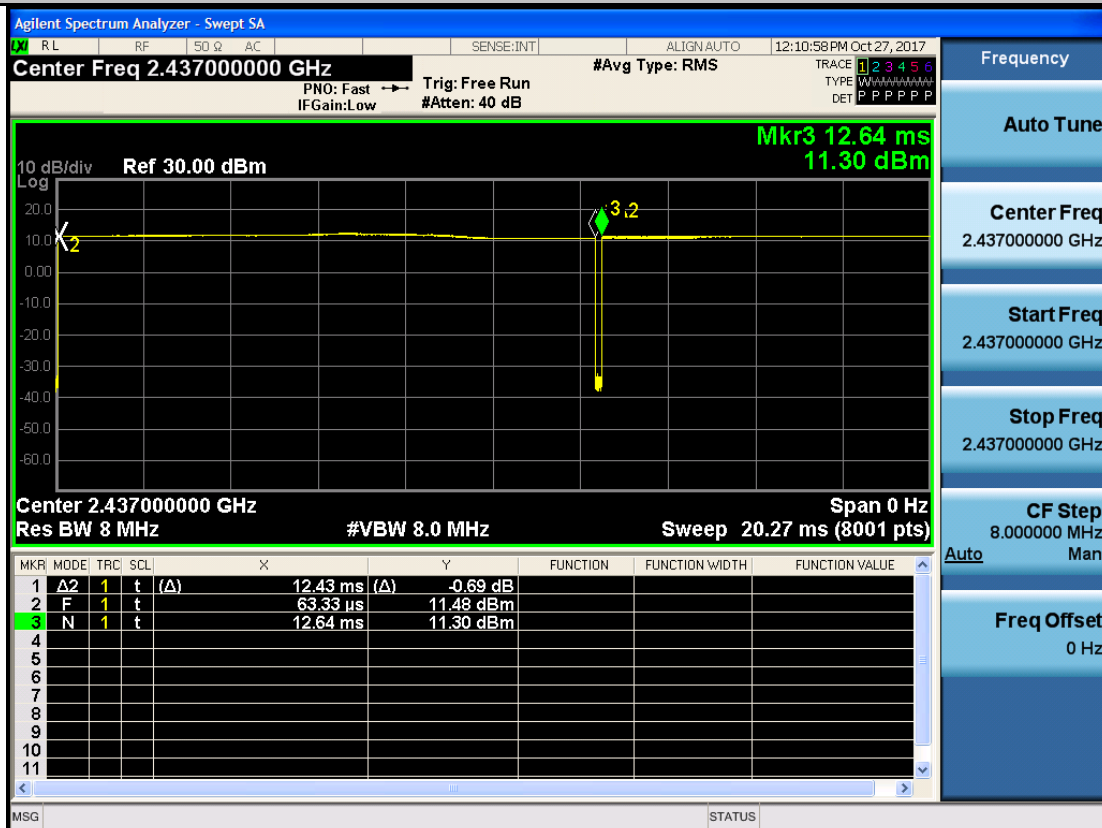 Agilent Spectrum Analyzer - Swept SA
LXI RL RF 50 Ω AC SENSE:INT ALIGN AUTO 12:10:58 PM Oct 27, 2017
Center Freq 2.437000000 GHz
PNO: Fast
IFGain:Low
Trig: Free Run
#Atten: 40 dB
#Avg Type: RMS
TRACE 1 2 3 4 5 6
TYPE WWWWWW
DET P P P P P P
Mkr3 12.64 ms
11.30 dBm
10 dB/div Ref 30.00 dBm
Log
20.0
10.0
0.00
-10.0
-20.0
-30.0
-40.0
-50.0
-60.0
2
3
2
Center 2.437000000 GHz Span 0 Hz
Res BW 8 MHz #VBW 8.0 MHz Sweep 20.27 ms (8001 pts)
MKR MODE TRC SCL X Y FUNCTION FUNCTION WIDTH FUNCTION VALUE
1 Δ2 1 t (Δ) 12.43 ms (Δ) -0.69 dB
2 F 1 t 63.33 µs 11.48 dBm
3 N 1 t 12.64 ms 11.30 dBm
4
5
6
7
8
9
10
11
MSG STATUS
Frequency
Auto Tune
Center Freq
2.437000000 GHz
Start Freq
2.437000000 GHz
Stop Freq
2.437000000 GHz
CF Step
8.000000 MHz
Auto Man
Freq Offset
0 Hz